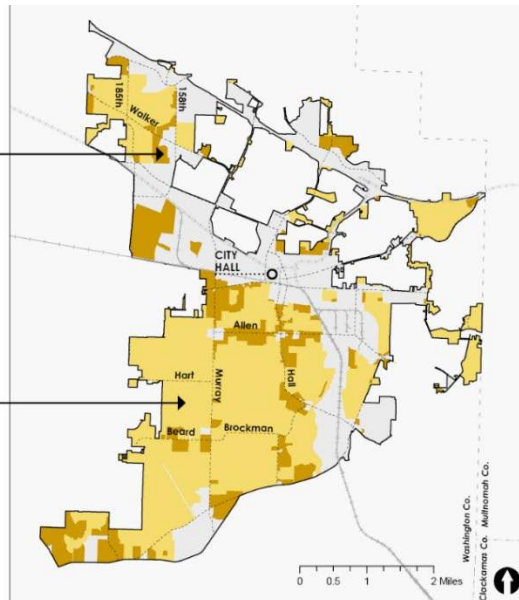 185th
158th
Walker
CITY
HALL
Allen
Hart
Murray
Hall
Beard
Brockman
Washington Co.
Multnomah Co.
Clackamas Co.
0 0.5 1 2 Miles